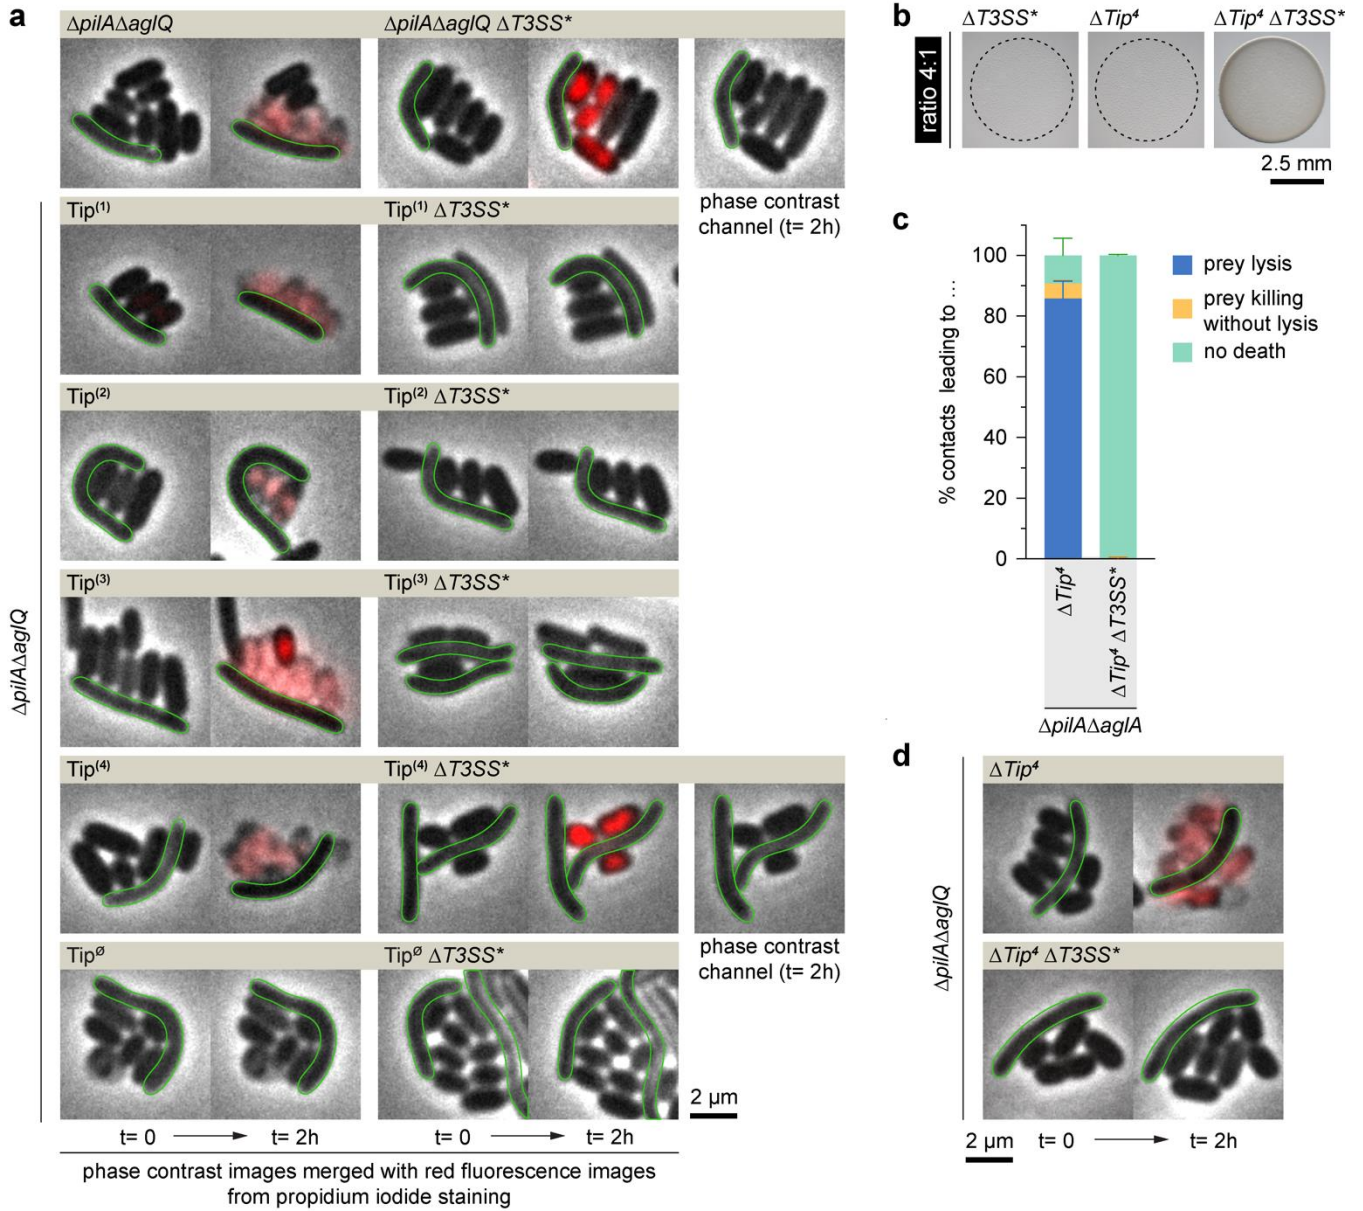 a
ΔpilAΔaglQ
ΔpilAΔaglQ ΔT3SS*
phase contrast
channel (t= 2h)
ΔpilAΔaglQ
Tip⁽¹⁾
Tip⁽¹⁾ ΔT3SS*
Tip⁽²⁾
Tip⁽²⁾ ΔT3SS*
Tip⁽³⁾
Tip⁽³⁾ ΔT3SS*
Tip⁽⁴⁾
Tip⁽⁴⁾ ΔT3SS*
phase contrast
channel (t= 2h)
Tip^ø
Tip^ø ΔT3SS*
2 µm
t= 0 → t= 2h
t= 0 → t= 2h
phase contrast images merged with red fluorescence images
from propidium iodide staining
b
ΔT3SS*
ΔTip⁴
ΔTip⁴ ΔT3SS*
ratio 4:1
2.5 mm
c
% contacts leading to ...
100
80
60
40
20
0
prey lysis
prey killing
without lysis
no death
ΔTip⁴
ΔTip⁴ ΔT3SS*
ΔpilAΔaglA
d
ΔpilAΔaglQ
ΔTip⁴
ΔTip⁴ ΔT3SS*
2 µm
t= 0 → t= 2h